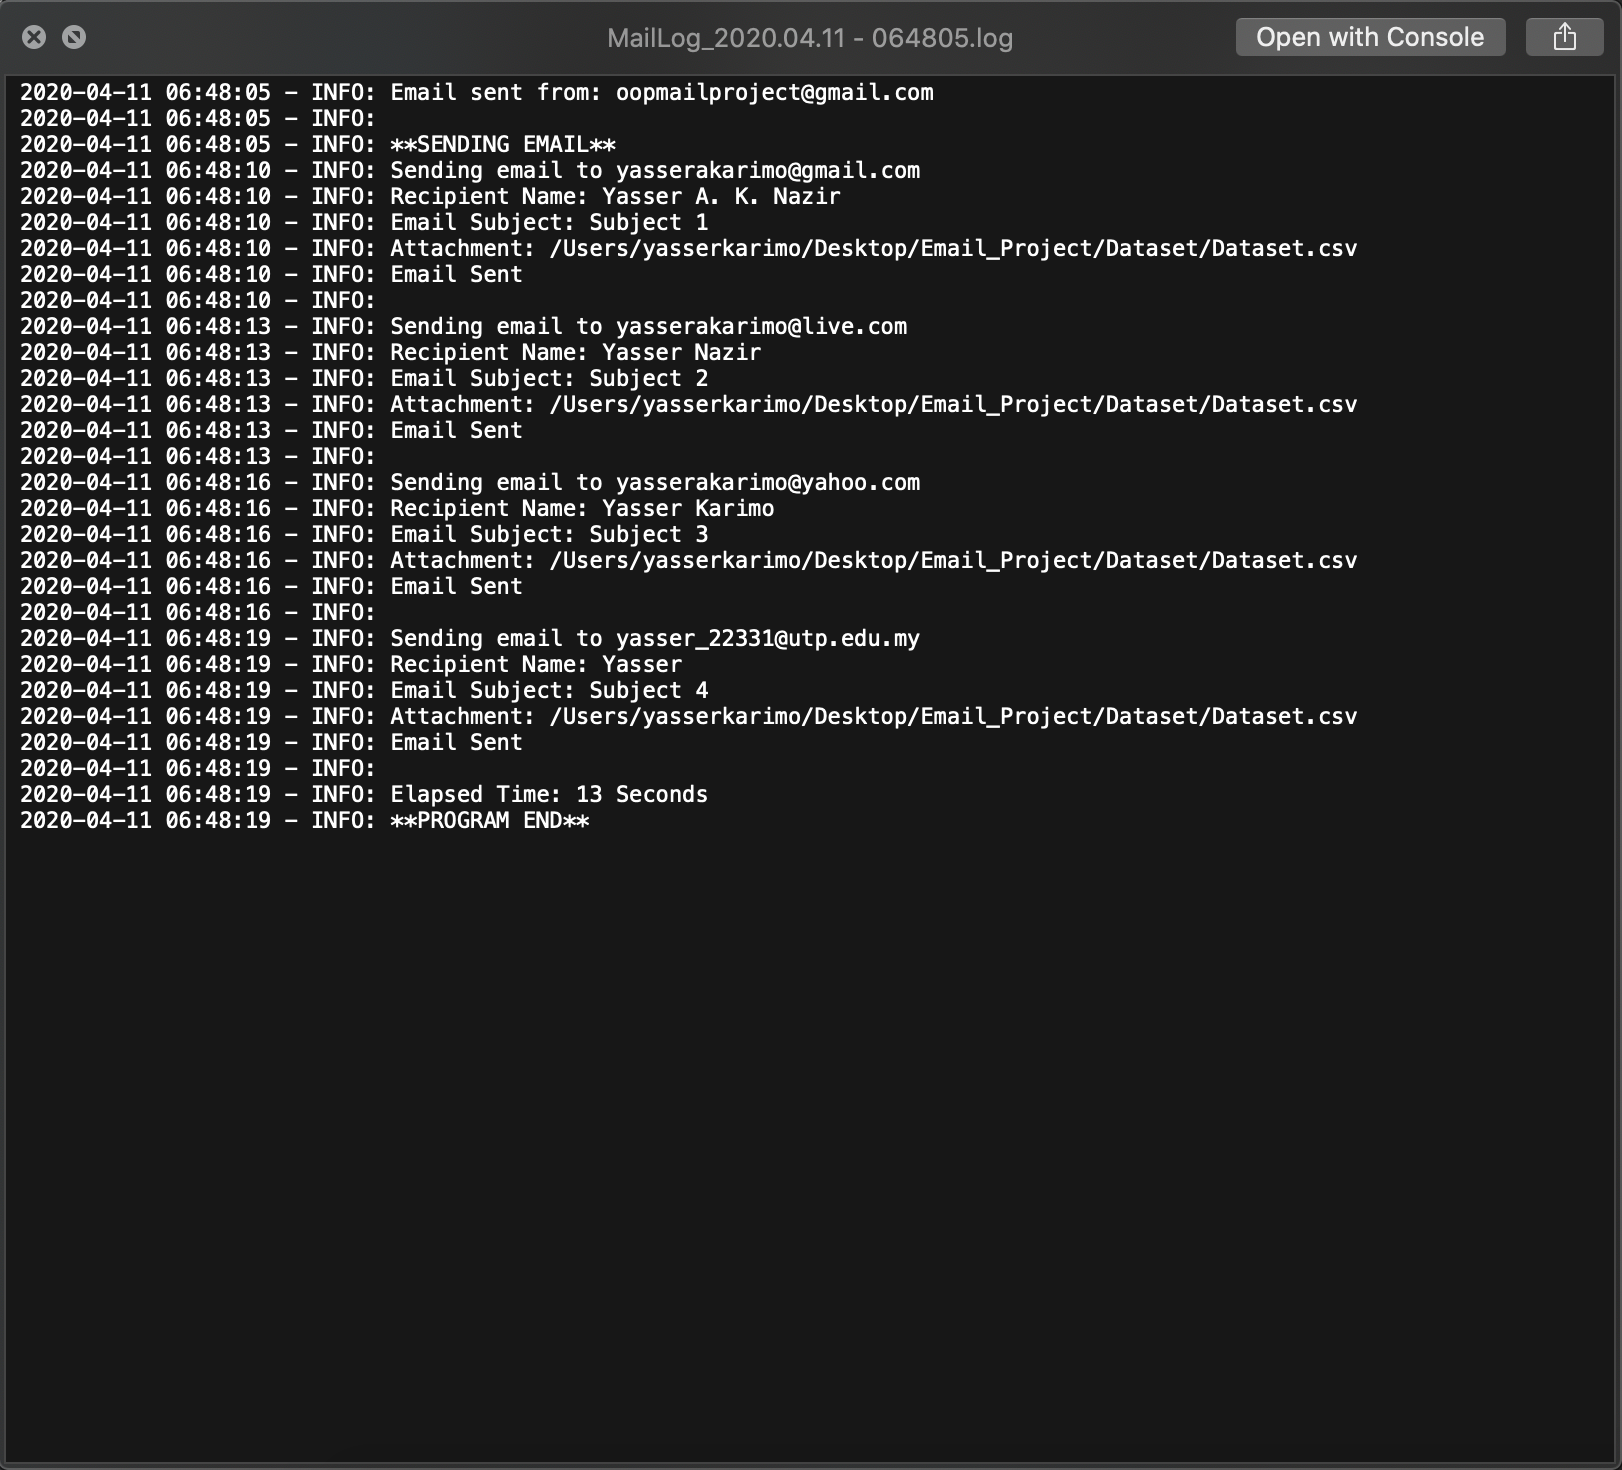 MailLog_2020.04.11 - 064805.log
Open with Console
2020-04-11 06:48:05 - INFO: Email sent from: oopmailproject@gmail.com
2020-04-11 06:48:05 - INFO:
2020-04-11 06:48:05 - INFO: **SENDING EMAIL**
2020-04-11 06:48:10 - INFO: Sending email to yasserakarimo@gmail.com
2020-04-11 06:48:10 - INFO: Recipient Name: Yasser A. K. Nazir
2020-04-11 06:48:10 - INFO: Email Subject: Subject 1
2020-04-11 06:48:10 - INFO: Attachment: /Users/yasserkarimo/Desktop/Email_Project/Dataset/Dataset.csv
2020-04-11 06:48:10 - INFO: Email Sent
2020-04-11 06:48:10 - INFO:
2020-04-11 06:48:13 - INFO: Sending email to yasserakarimo@live.com
2020-04-11 06:48:13 - INFO: Recipient Name: Yasser Nazir
2020-04-11 06:48:13 - INFO: Email Subject: Subject 2
2020-04-11 06:48:13 - INFO: Attachment: /Users/yasserkarimo/Desktop/Email_Project/Dataset/Dataset.csv
2020-04-11 06:48:13 - INFO: Email Sent
2020-04-11 06:48:13 - INFO:
2020-04-11 06:48:16 - INFO: Sending email to yasserakarimo@yahoo.com
2020-04-11 06:48:16 - INFO: Recipient Name: Yasser Karimo
2020-04-11 06:48:16 - INFO: Email Subject: Subject 3
2020-04-11 06:48:16 - INFO: Attachment: /Users/yasserkarimo/Desktop/Email_Project/Dataset/Dataset.csv
2020-04-11 06:48:16 - INFO: Email Sent
2020-04-11 06:48:16 - INFO:
2020-04-11 06:48:19 - INFO: Sending email to yasser_22331@utp.edu.my
2020-04-11 06:48:19 - INFO: Recipient Name: Yasser
2020-04-11 06:48:19 - INFO: Email Subject: Subject 4
2020-04-11 06:48:19 - INFO: Attachment: /Users/yasserkarimo/Desktop/Email_Project/Dataset/Dataset.csv
2020-04-11 06:48:19 - INFO: Email Sent
2020-04-11 06:48:19 - INFO:
2020-04-11 06:48:19 - INFO: Elapsed Time: 13 Seconds
2020-04-11 06:48:19 - INFO: **PROGRAM END**